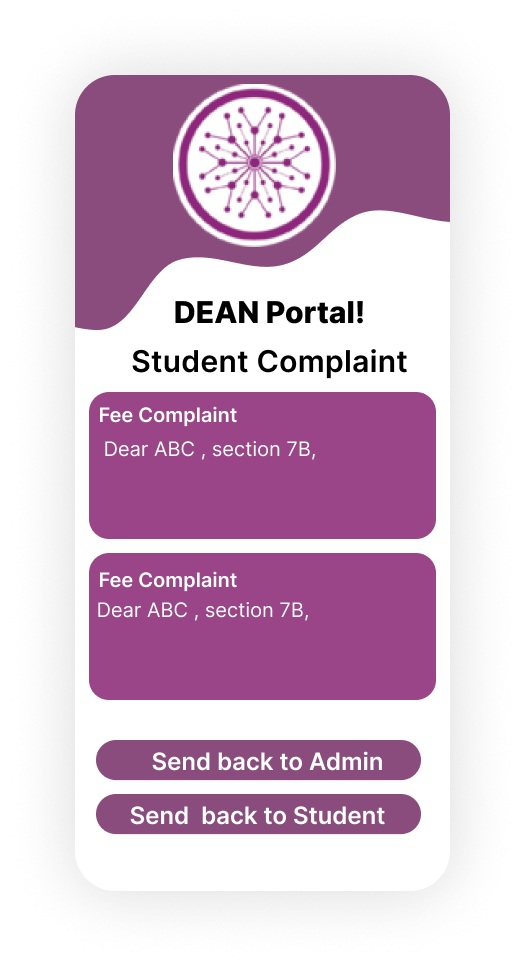 DEAN Portal!
Student Complaint
Fee Complaint
Dear ABC , section 7B,
Fee Complaint
Dear ABC , section 7B,
Send back to Admin
Send  back to Student